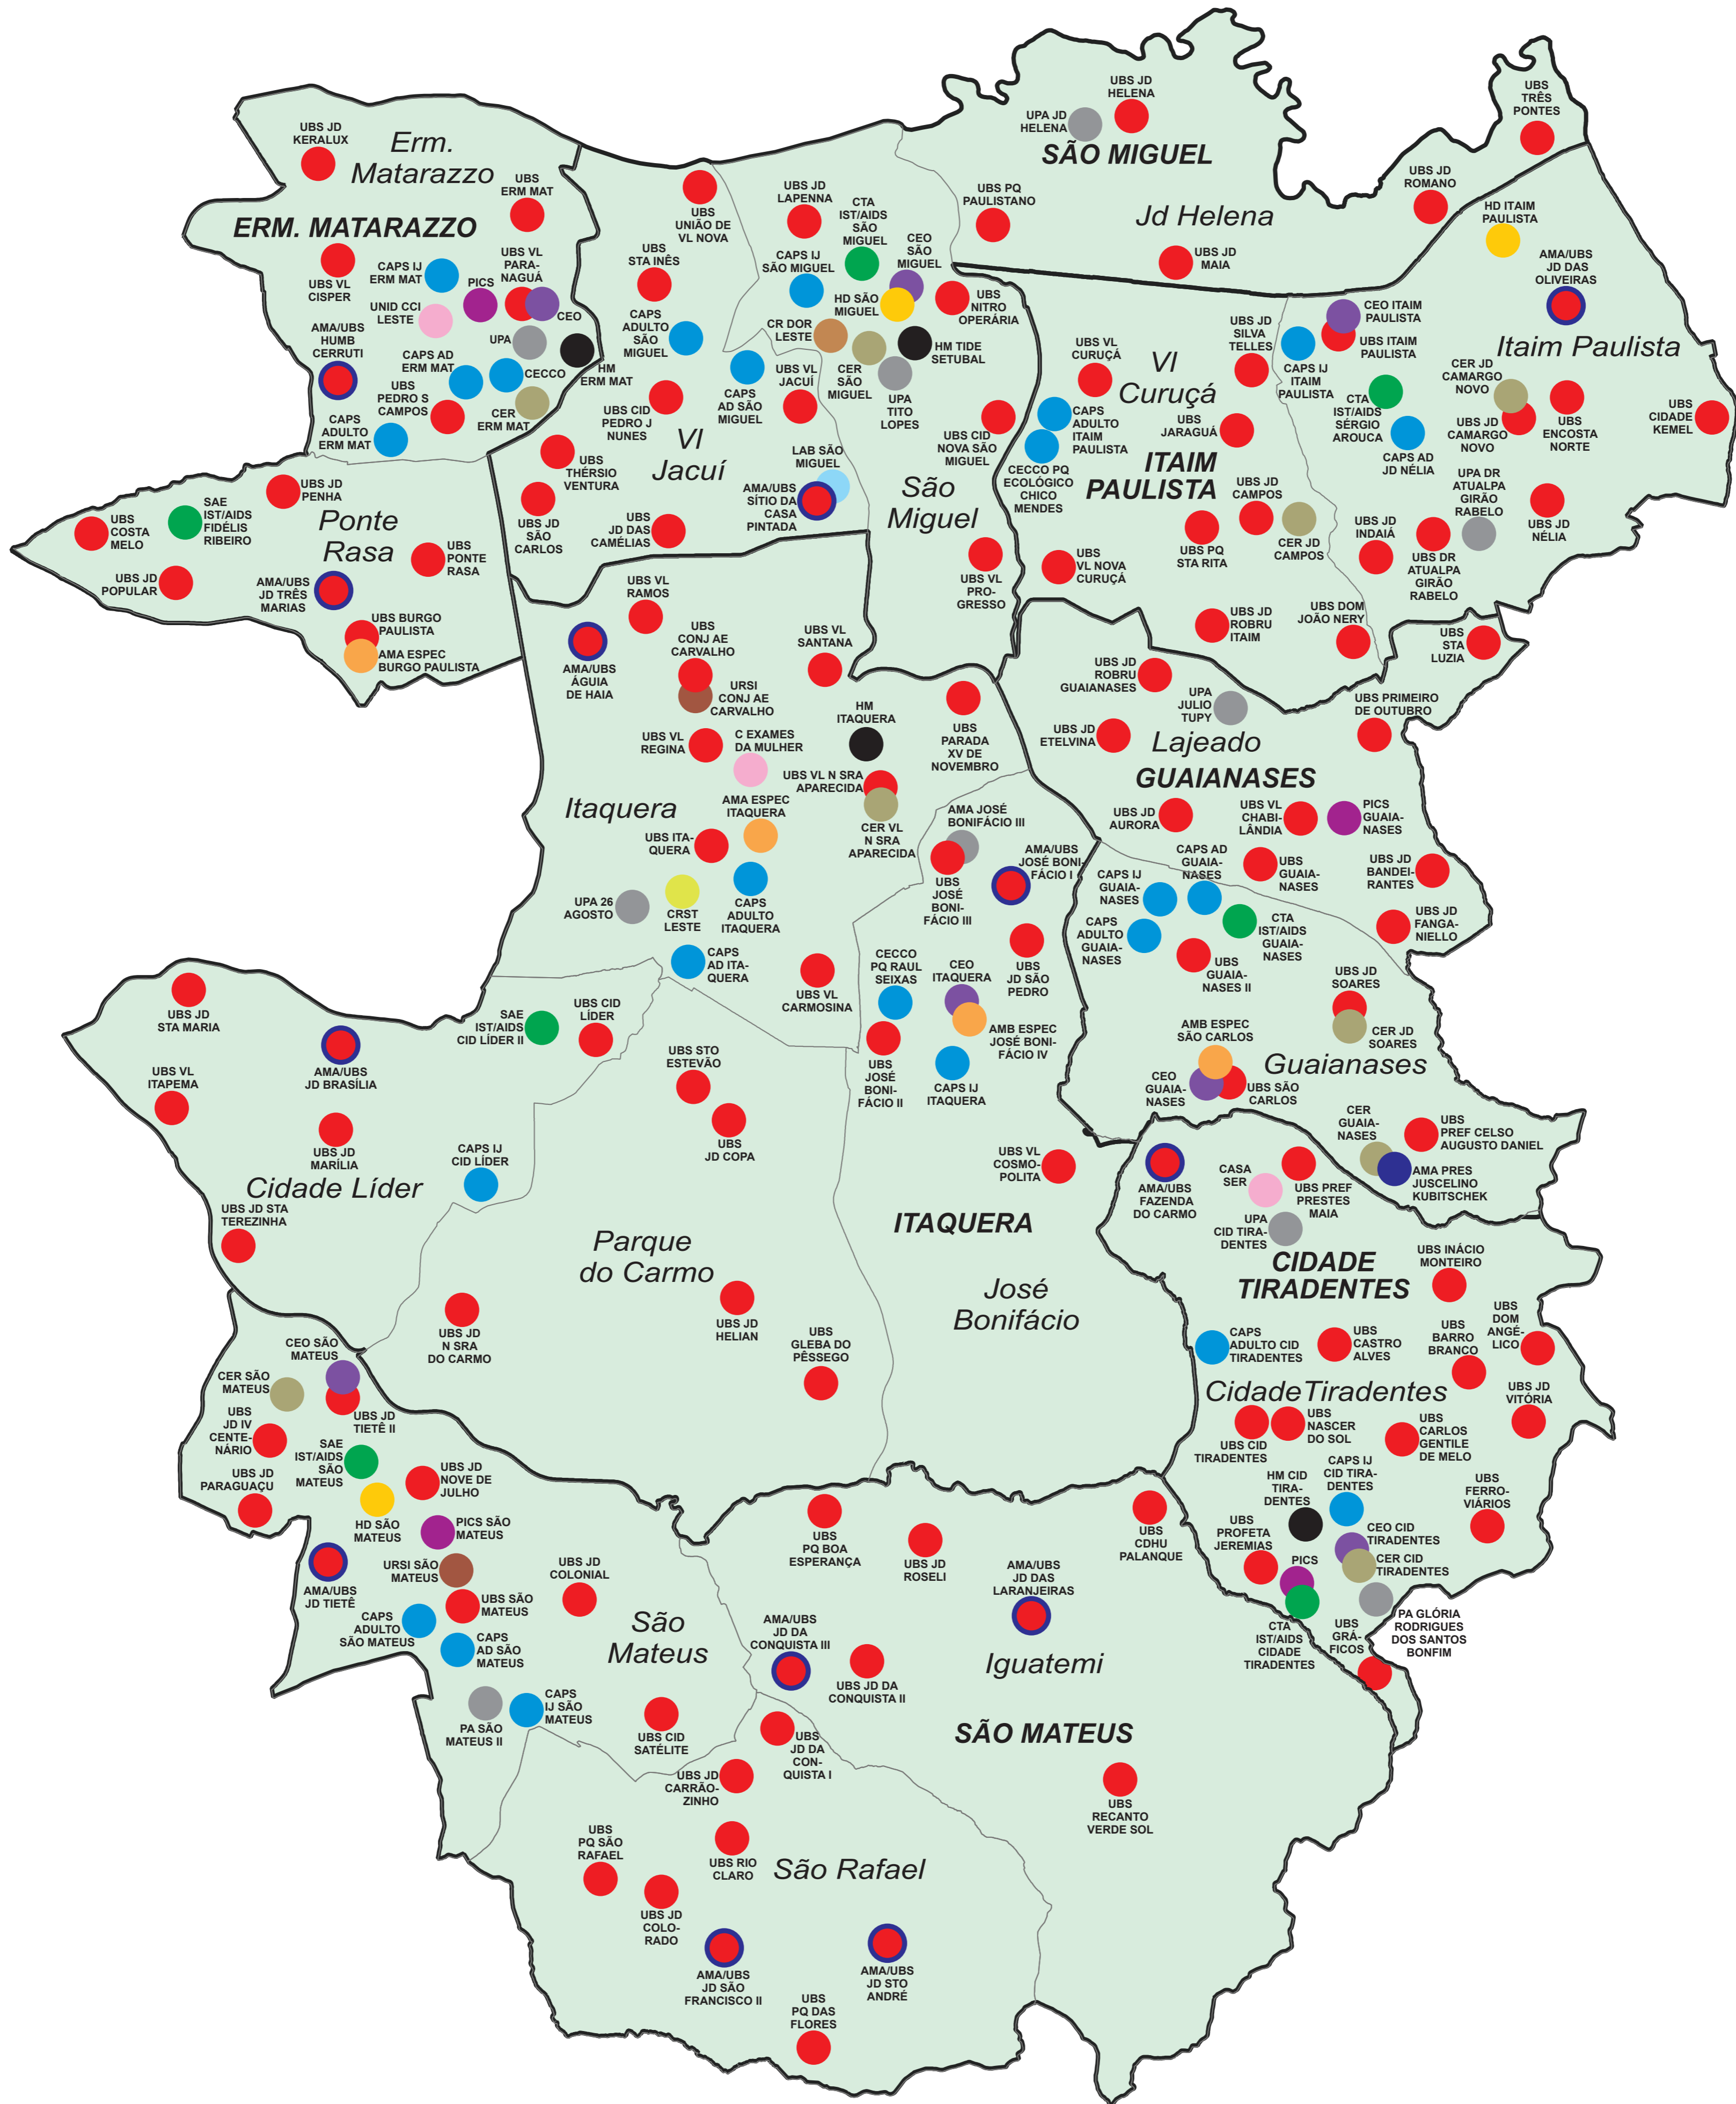 UBS JD
HELENA
UPA JD
HELENA
SÃO MIGUEL
UBS
TRÊS
PONTES
UBS JD
KERALUX
Erm.
Matarazzo
UBS
ERM MAT
ERM. MATARAZZO
UBS VL
CISPER
CAPS IJ
ERM MAT
PICS
UBS VL
PARA-
NAGUÁ
CEO
UNID CCI
LESTE
AMA/UBS
HUMB
CERRUTI
UPA
HM
ERM MAT
CAPS AD
ERM MAT
CECCO
UBS
PEDRO S
CAMPOS
CER
ERM MAT
CAPS
ADULTO
ERM MAT
UBS
UNIÃO DE
VL NOVA
UBS JD
LAPENNA
CTA
IST/AIDS
SÃO
MIGUEL
UBS PQ
PAULISTANO
Jd Helena
UBS JD
MAIA
UBS JD
ROMANO
HD ITAIM
PAULISTA
AMA/UBS
JD DAS
OLIVEIRAS
UBS
STA INÊS
CAPS IJ
SÃO MIGUEL
CEO
SÃO
MIGUEL
HD SÃO
MIGUEL
UBS
NITRO
OPERÁRIA
CAPS
ADULTO
SÃO
MIGUEL
CR DOR
LESTE
HM TIDE
SETUBAL
CER
SÃO
MIGUEL
UPA
TITO
LOPES
CAPS
AD SÃO
MIGUEL
UBS VL
JACUÍ
UBS CID
PEDRO J
NUNES
Vl
Jacuí
UBS
THÉRSIO
VENTURA
UBS JD
SÃO
CARLOS
UBS
JD DAS
CAMÉLIAS
LAB SÃO
MIGUEL
AMA/UBS
SÍTIO DA
CASA
PINTADA
UBS CID
NOVA SÃO
MIGUEL
São
Miguel
UBS VL
PRO-
GRESSO
UBS VL
CURUÇÁ
Vl
Curuçá
UBS JD
SILVA
TELLES
CEO ITAIM
PAULISTA
UBS ITAIM
PAULISTA
CAPS IJ
ITAIM
PAULISTA
Itaim Paulista
CAPS
ADULTO
ITAIM
PAULISTA
CECCO PQ
ECOLÓGICO
CHICO
MENDES
UBS
JARAGUÁ
CTA
IST/AIDS
SÉRGIO
AROUCA
CAPS AD
JD NÉLIA
CER JD
CAMARGO
NOVO
UBS JD
CAMARGO
NOVO
UBS
ENCOSTA
NORTE
UBS
CIDADE
KEMEL
ITAIM
PAULISTA
UBS JD
CAMPOS
CER JD
CAMPOS
UBS PQ
STA RITA
UBS
VL NOVA
CURUÇÁ
UPA DR
ATUALPA
GIRÃO
RABELO
UBS JD
INDAIÁ
UBS DR
ATUALPA
GIRÃO
RABELO
UBS JD
NÉLIA
UBS JD
ROBRU
ITAIM
UBS DOM
JOÃO NERY
UBS
STA
LUZIA
UBS
COSTA
MELO
SAE
IST/AIDS
FIDÉLIS
RIBEIRO
UBS JD
PENHA
Ponte
Rasa
UBS JD
POPULAR
AMA/UBS
JD TRÊS
MARIAS
UBS
PONTE
RASA
UBS BURGO
PAULISTA
AMA ESPEC
BURGO PAULISTA
UBS VL
RAMOS
AMA/UBS
ÁGUIA
DE HAIA
UBS
CONJ AE
CARVALHO
URSI
CONJ AE
CARVALHO
UBS VL
SANTANA
HM
ITAQUERA
UBS
PARADA
XV DE
NOVEMBRO
UBS VL
REGINA
C EXAMES
DA MULHER
UBS VL N SRA
APARECIDA
CER VL
N SRA
APARECIDA
Itaquera
AMA ESPEC
ITAQUERA
UBS ITA-
QUERA
CAPS
ADULTO
ITAQUERA
UPA 26
AGOSTO
CRST
LESTE
CAPS
AD ITA-
QUERA
UBS VL
CARMOSINA
AMA JOSÉ
BONIFÁCIO III
UBS
JOSÉ
BONI-
FÁCIO III
AMA/UBS
JOSÉ BONI-
FÁCIO I
CECCO
PQ RAUL
SEIXAS
CEO
ITAQUERA
UBS
JD SÃO
PEDRO
AMB ESPEC
JOSÉ BONI-
FÁCIO IV
UBS
JOSÉ
BONI-
FÁCIO II
CAPS IJ
ITAQUERA
UBS JD
ROBRU
GUAIANASES
UPA
JULIO
TUPY
UBS JD
ETELVINA
Lajeado
UBS PRIMEIRO
DE OUTUBRO
GUAIANASES
UBS JD
AURORA
UBS VL
CHABI-
LÂNDIA
PICS
GUAIA-
NASES
CAPS AD
GUAIA-
NASES
UBS
GUAIA-
NASES
UBS JD
BANDEI-
RANTES
CAPS IJ
GUAIA-
NASES
CAPS
ADULTO
GUAIA-
NASES
CTA
IST/AIDS
GUAIA-
NASES
UBS
GUAIA-
NASES II
UBS JD
FANGA-
NIELLO
UBS JD
SOARES
CER JD
SOARES
AMB ESPEC
SÃO CARLOS
Guaianases
CEO
GUAIA-
NASES
UBS SÃO
CARLOS
CER
GUAIA-
NASES
UBS
PREF CELSO
AUGUSTO DANIEL
AMA PRES
JUSCELINO
KUBITSCHEK
UBS JD
STA MARIA
SAE
IST/AIDS
CID LÍDER II
UBS CID
LÍDER
AMA/UBS
JD BRASÍLIA
UBS VL
ITAPEMA
UBS JD
MARÍLIA
CAPS IJ
CID LÍDER
Cidade Líder
UBS JD STA
TEREZINHA
UBS STO
ESTEVÃO
UBS
JD COPA
Parque
do Carmo
UBS JD
N SRA
DO CARMO
UBS JD
HELIAN
UBS
GLEBA DO
PÊSSEGO
UBS VL
COSMO-
POLITA
ITAQUERA
José
Bonifácio
AMA/UBS
FAZENDA
DO CARMO
CASA
SER
UBS PREF
PRESTES
MAIA
UPA
CID TIRA-
DENTES
CIDADE
TIRADENTES
UBS INÁCIO
MONTEIRO
CAPS
ADULTO CID
TIRADENTES
UBS
CASTRO
ALVES
UBS
BARRO
BRANCO
UBS
DOM
ANGÉ-
LICO
CidadeTiradentes
UBS JD
VITÓRIA
UBS CID
TIRADENTES
UBS
NASCER
DO SOL
UBS
CARLOS
GENTILE
DE MELO
HM CID
TIRA-
DENTES
CAPS IJ
CID TIRA-
DENTES
UBS
FERRO-
VIÁRIOS
UBS
PROFETA
JEREMIAS
CEO CID
TIRADENTES
PICS
CER CID
TIRADENTES
CTA
IST/AIDS
CIDADE
TIRADENTES
UBS
GRÁ-
FICOS
PA GLÓRIA
RODRIGUES
DOS SANTOS
BONFIM
CEO SÃO
MATEUS
CER SÃO
MATEUS
UBS JD
TIETÊ II
UBS
JD IV
CENTE-
NÁRIO
SAE
IST/AIDS
SÃO
MATEUS
UBS JD
PARAGUAÇU
UBS JD
NOVE DE
JULHO
HD SÃO
MATEUS
PICS SÃO
MATEUS
AMA/UBS
JD TIETÊ
URSI SÃO
MATEUS
UBS SÃO
MATEUS
CAPS
ADULTO
SÃO MATEUS
CAPS
AD SÃO
MATEUS
PA SÃO
MATEUS II
CAPS
IJ SÃO
MATEUS
UBS JD
COLONIAL
São
Mateus
UBS CID
SATÉLITE
UBS
PQ BOA
ESPERANÇA
UBS JD
ROSELI
UBS
CDHU
PALANQUE
AMA/UBS
JD DAS
LARANJEIRAS
AMA/UBS
JD DA
CONQUISTA III
UBS JD DA
CONQUISTA II
Iguatemi
SÃO MATEUS
UBS
JD DA
CON-
QUISTA I
UBS JD
CARRÃO-
ZINHO
UBS
RECANTO
VERDE SOL
UBS
PQ SÃO
RAFAEL
UBS RIO
CLARO
São Rafael
UBS JD
COLO-
RADO
AMA/UBS
JD SÃO
FRANCISCO II
AMA/UBS
JD STO
ANDRÉ
UBS
PQ DAS
FLORES